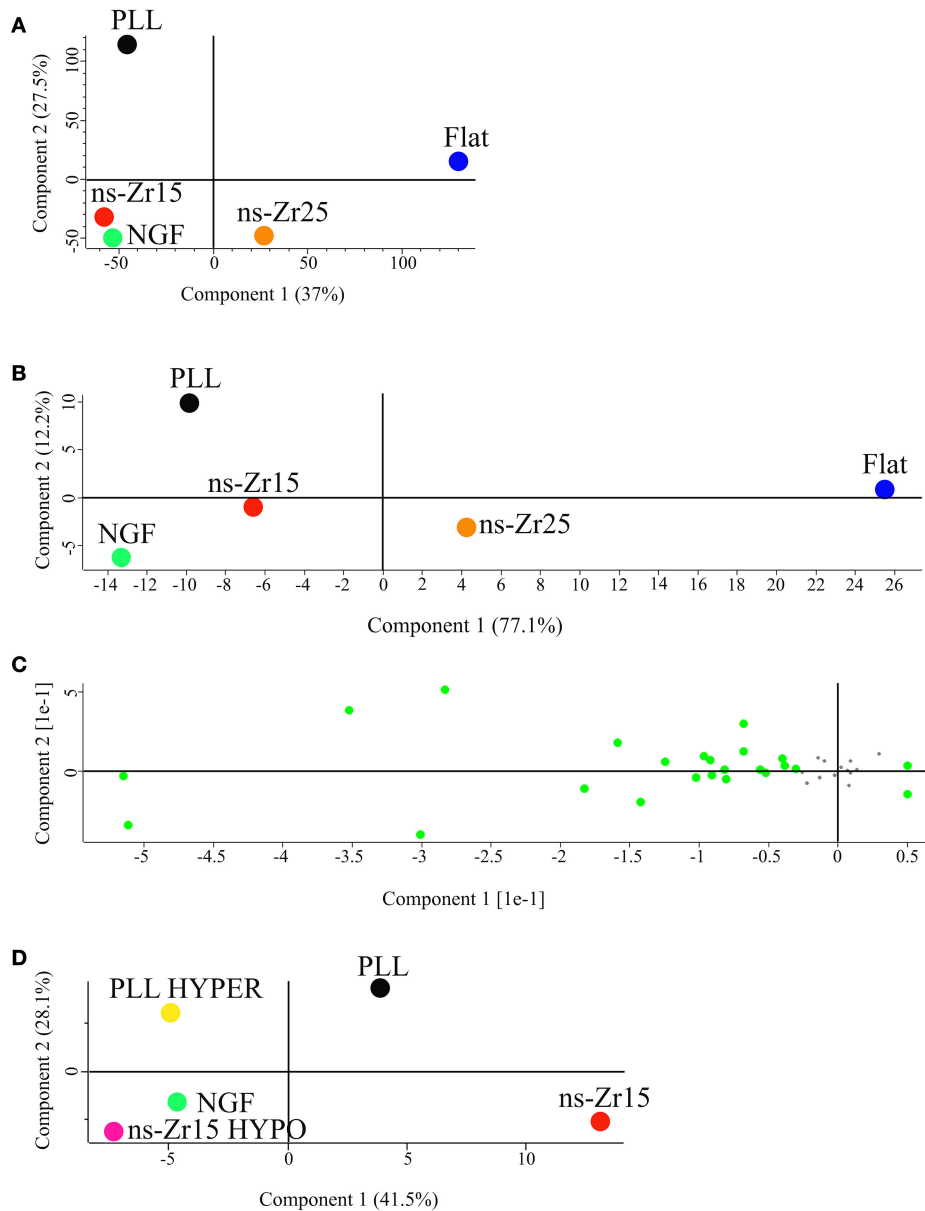 A
PLL
Flat
ns-Zr15
ns-Zr25
NGF
Component 2 (27.5%)
100
50
0
-50
-50 0 50 100
Component 1 (37%)
B
PLL
Flat
ns-Zr15
ns-Zr25
NGF
Component 2 (12.2%)
10
5
0
-5
-14 -12 -10 -8 -6 -4 -2 0 2 4 6 8 10 12 14 16 18 20 22 24 26
Component 1 (77.1%)
C
Component 2 [1e-1]
5
0
-5 -4.5 -4 -3.5 -3 -2.5 -2 -1.5 -1 -0.5 0 0.5
Component 1 [1e-1]
D
PLL
PLL HYPER
NGF
ns-Zr15
ns-Zr15 HYPO
Component 2 (28.1%)
0
-5 0 5 10
Component 1 (41.5%)